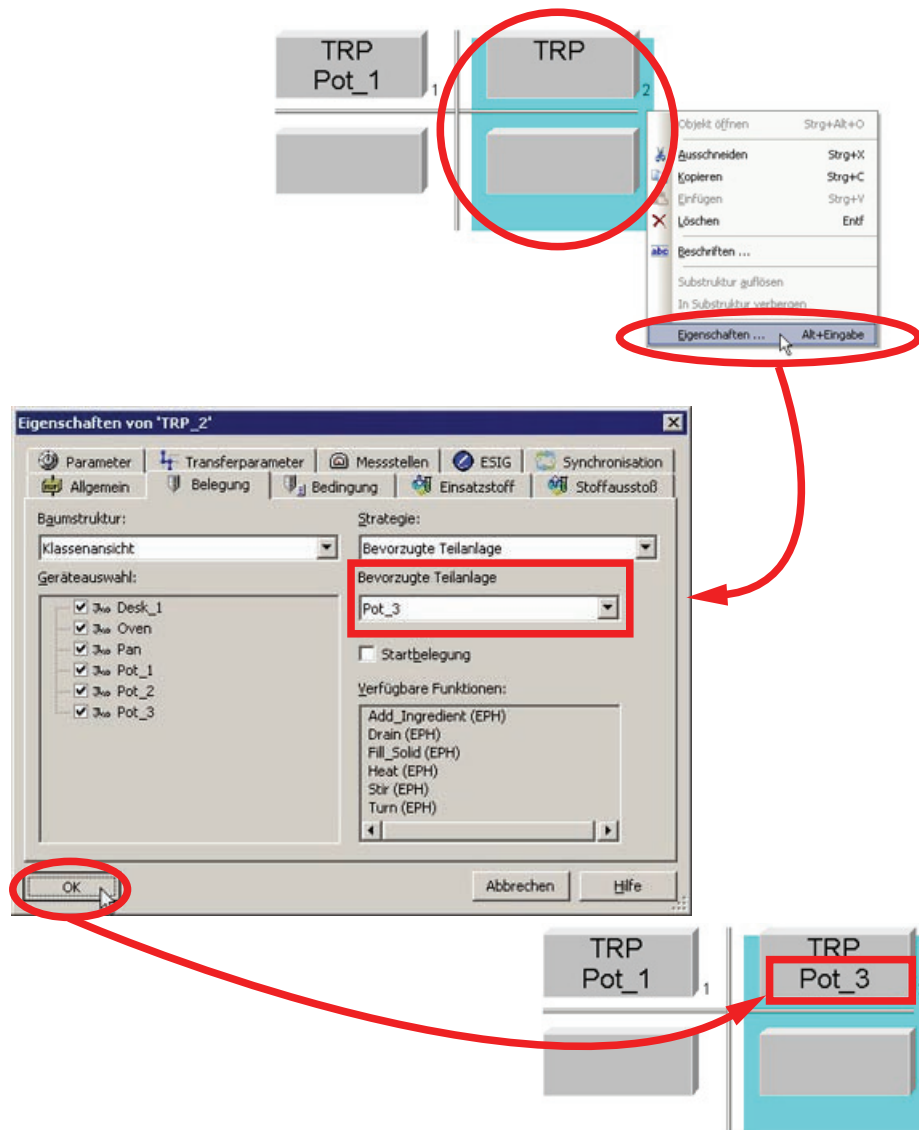 TRP
Pot_1
1
TRP
2
Objekt öffnen Strg+Alt+O
Ausschneiden Strg+X
Kopieren Strg+C
Einfügen Strg+V
Löschen Entf
abc Beschriften ...
Substruktur auflösen
In Substruktur verbergen
Eigenschaften ... Alt+Eingabe
Eigenschaften von 'TRP_2'
Parameter Transferparameter Messstellen ESIG Synchronisation
Allgemein Belegung Bedingung Einsatzstoff Stoffausstoß
Baumstruktur:
Klassenansicht
Geräteauswahl:
Desk_1
Oven
Pan
Pot_1
Pot_2
Pot_3
Strategie:
Bevorzugte Teilanlage
Bevorzugte Teilanlage
Pot_3
Startbelegung
Verfügbare Funktionen:
Add_Ingredient (EPH)
Drain (EPH)
Fill_Solid (EPH)
Heat (EPH)
Stir (EPH)
Turn (EPH)
OK Abbrechen Hilfe
TRP
Pot_1
1
TRP
Pot_3